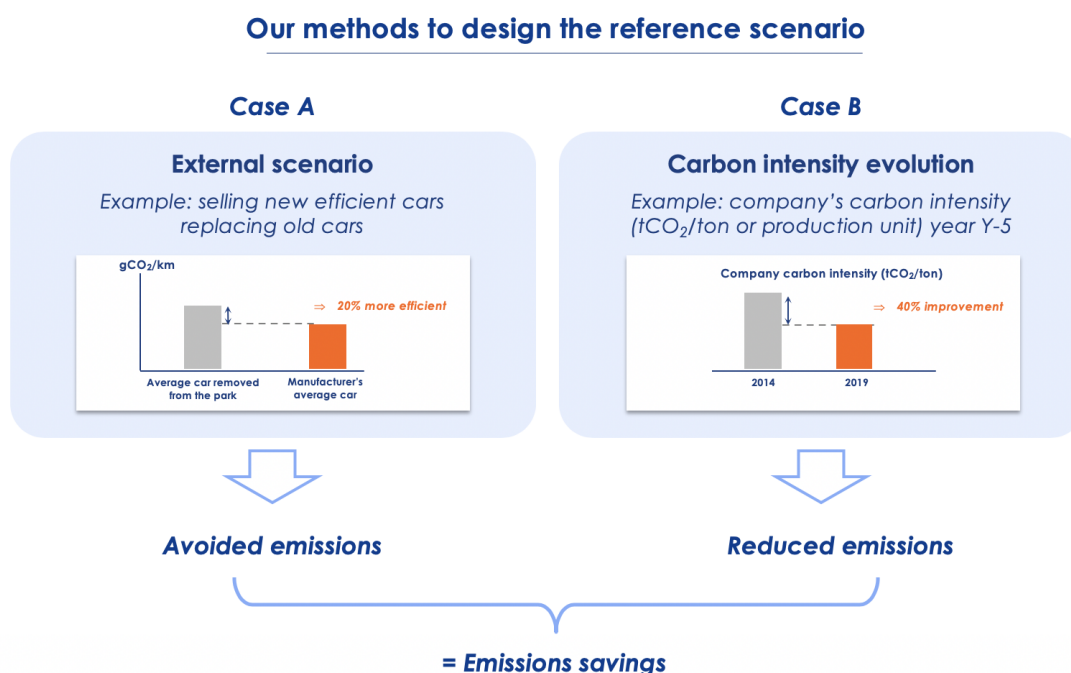 Our methods to design the reference scenario
Case A
External scenario
Example: selling new efficient cars
replacing old cars
gCO₂/km
⇒ 20% more efficient
Average car removed
from the park
Manufacturer's
average car
Avoided emissions
Case B
Carbon intensity evolution
Example: company's carbon intensity
(tCO₂/ton or production unit) year Y-5
Company carbon intensity (tCO₂/ton)
⇒ 40% improvement
2014
2019
Reduced emissions
= Emissions savings